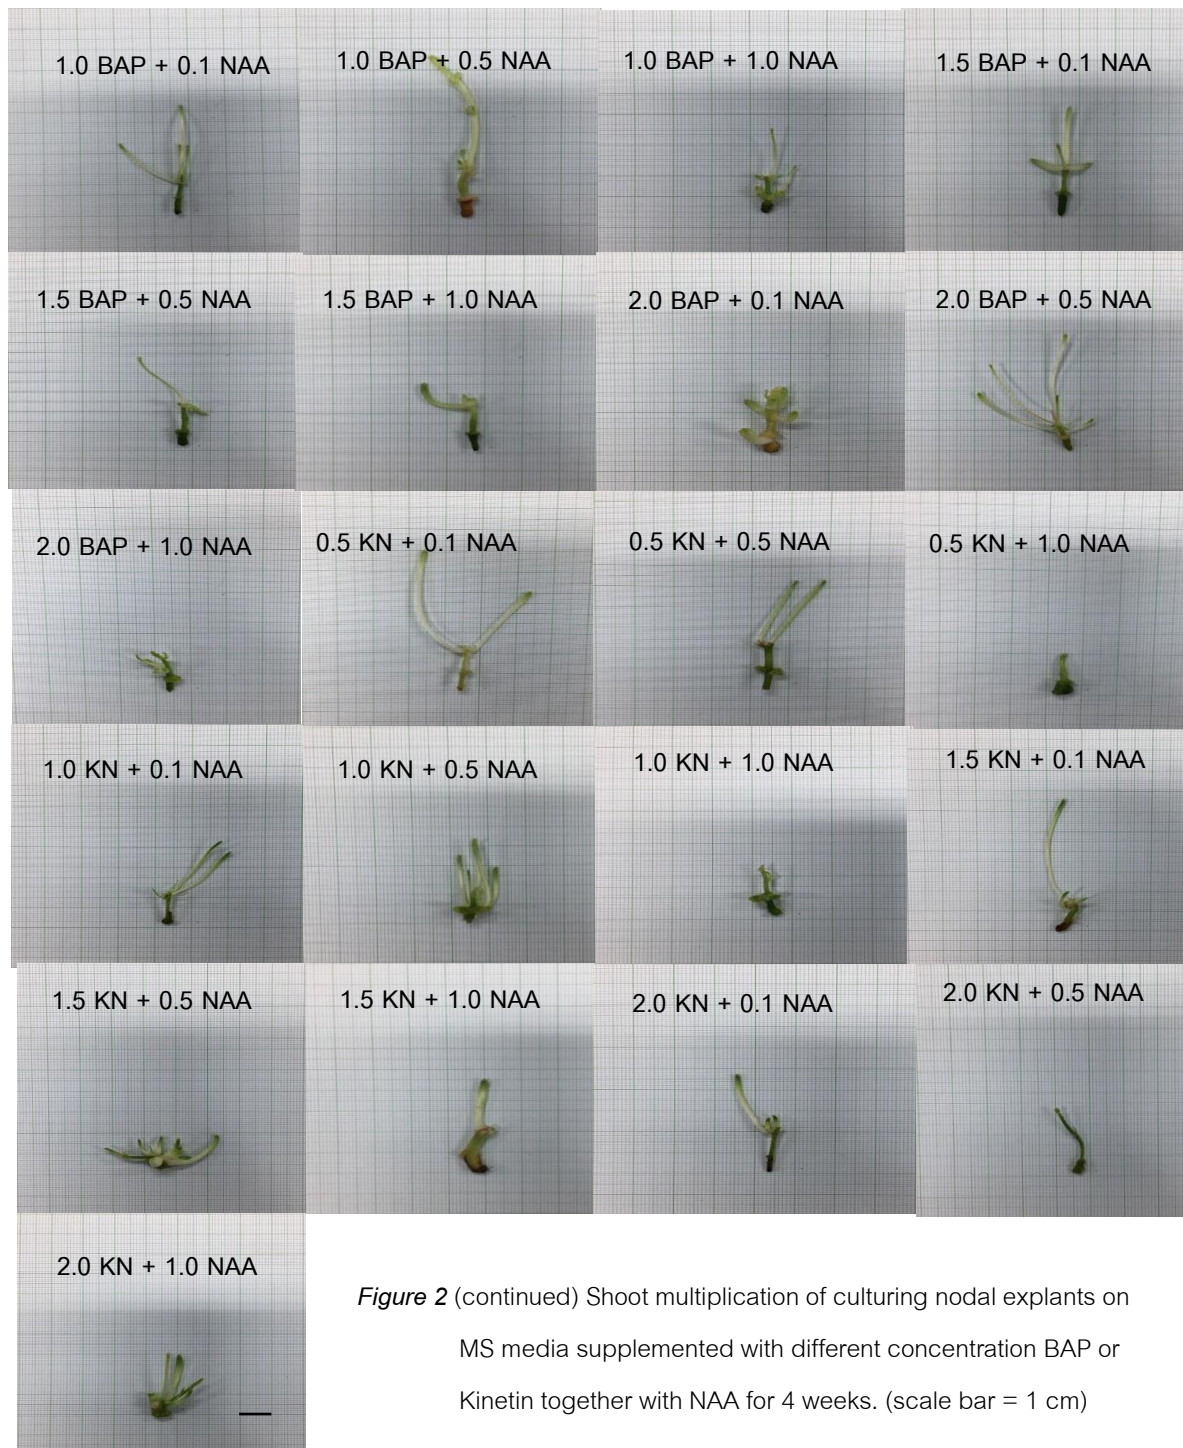 1.0 BAP + 0.1 NAA
1.0 BAP + 0.5 NAA
1.0 BAP + 1.0 NAA
1.5 BAP + 0.1 NAA
1.5 BAP + 0.5 NAA
1.5 BAP + 1.0 NAA
2.0 BAP + 0.1 NAA
2.0 BAP + 0.5 NAA
2.0 BAP + 1.0 NAA
0.5 KN + 0.1 NAA
0.5 KN + 0.5 NAA
0.5 KN + 1.0 NAA
1.0 KN + 0.1 NAA
1.0 KN + 0.5 NAA
1.0 KN + 1.0 NAA
1.5 KN + 0.1 NAA
1.5 KN + 0.5 NAA
1.5 KN + 1.0 NAA
2.0 KN + 0.1 NAA
2.0 KN + 0.5 NAA
2.0 KN + 1.0 NAA
Figure 2 (continued) Shoot multiplication of culturing nodal explants on
MS media supplemented with different concentration BAP or
Kinetin together with NAA for 4 weeks. (scale bar = 1 cm)